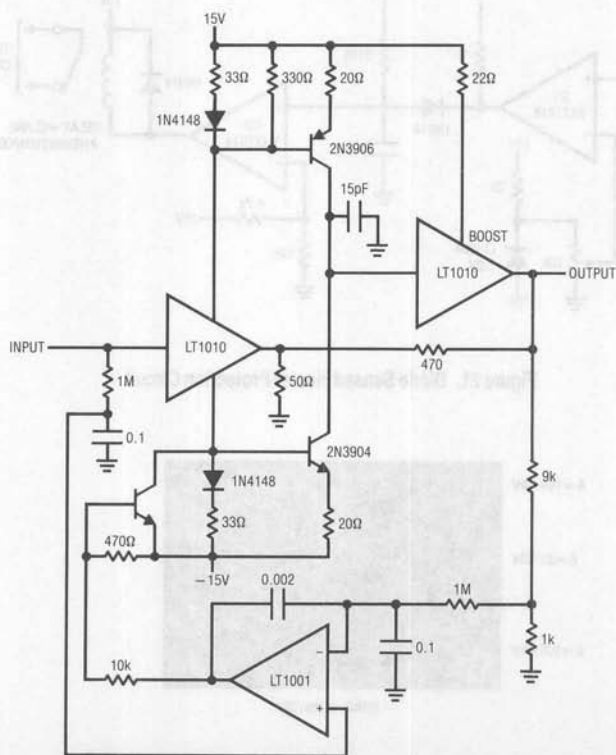 15V
33Ω
330Ω
20Ω
22Ω
1N4148
2N3906
15pF
BOOST
LT1010
OUTPUT
INPUT
LT1010
470
1M
50Ω
0.1
2N3904
1N4148
9k
33Ω
20Ω
470Ω
−15V
0.002
1M
10k
−
LT1001
0.1
1k
+